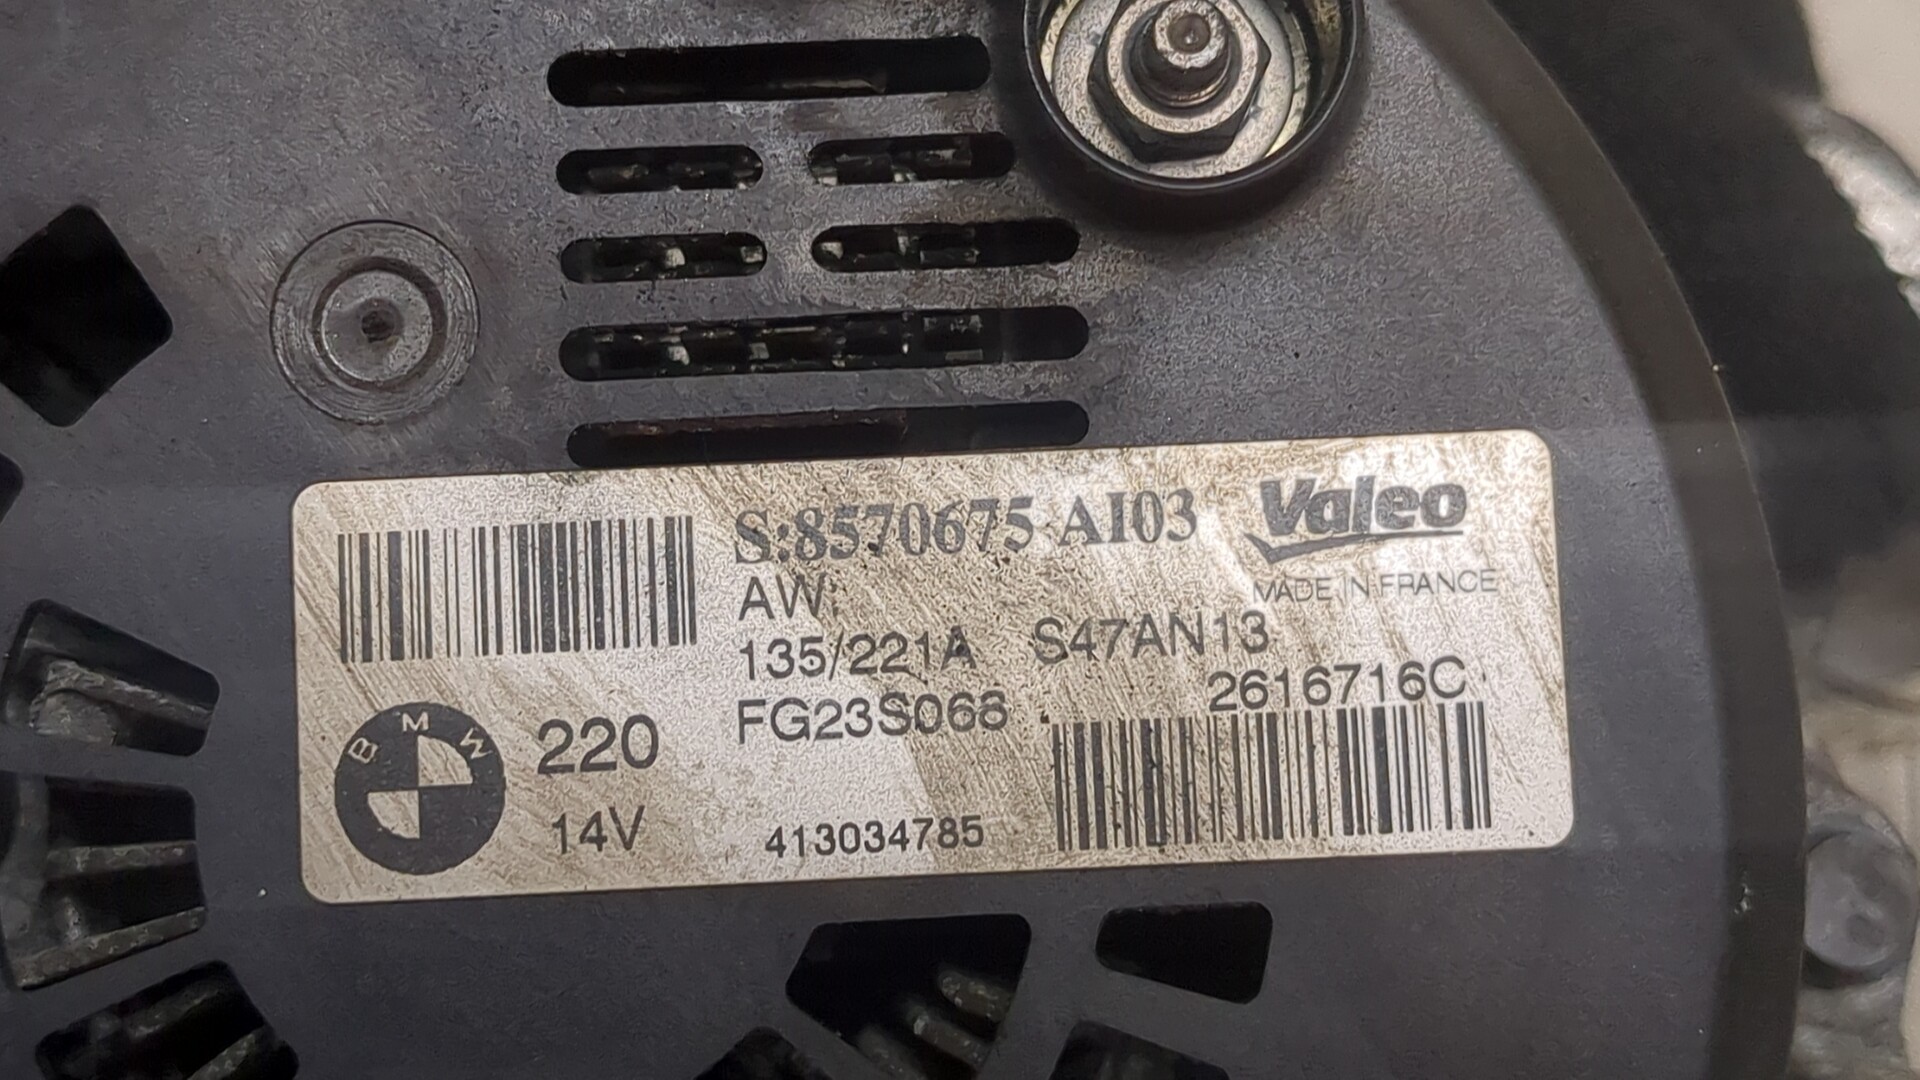 S:8570675 AI03
Valeo
MADE IN FRANCE
AW
135/221A S47AN13
FG23S068
2616716C
BMW
220
14V
413034785